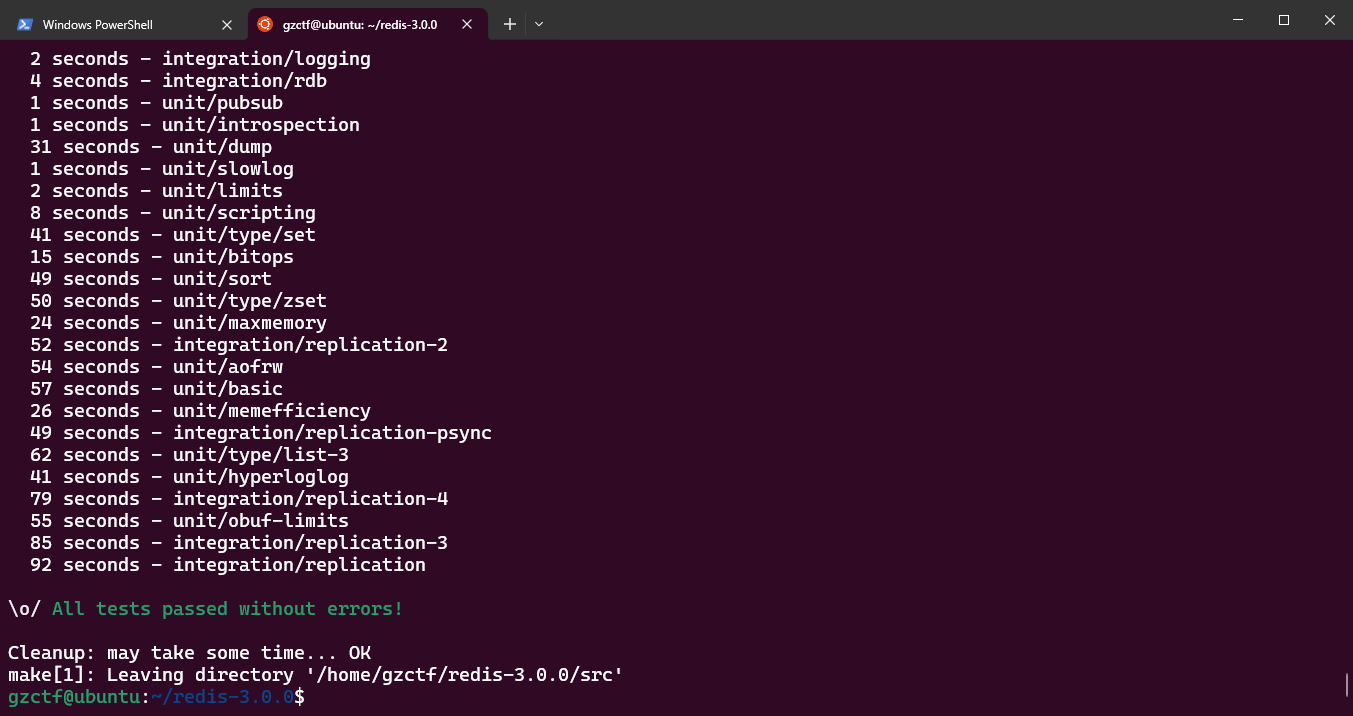 Windows PowerShell
gzctf@ubuntu: ~/redis-3.0.0
2 seconds - integration/logging
4 seconds - integration/rdb
1 seconds - unit/pubsub
1 seconds - unit/introspection
31 seconds - unit/dump
1 seconds - unit/slowlog
2 seconds - unit/limits
8 seconds - unit/scripting
41 seconds - unit/type/set
15 seconds - unit/bitops
49 seconds - unit/sort
50 seconds - unit/type/zset
24 seconds - unit/maxmemory
52 seconds - integration/replication-2
54 seconds - unit/aofrw
57 seconds - unit/basic
26 seconds - unit/memefficiency
49 seconds - integration/replication-psync
62 seconds - unit/type/list-3
41 seconds - unit/hyperloglog
79 seconds - integration/replication-4
55 seconds - unit/obuf-limits
85 seconds - integration/replication-3
92 seconds - integration/replication
\o/ All tests passed without errors!
Cleanup: may take some time... OK
make[1]: Leaving directory '/home/gzctf/redis-3.0.0/src'
gzctf@ubuntu:~/redis-3.0.0$